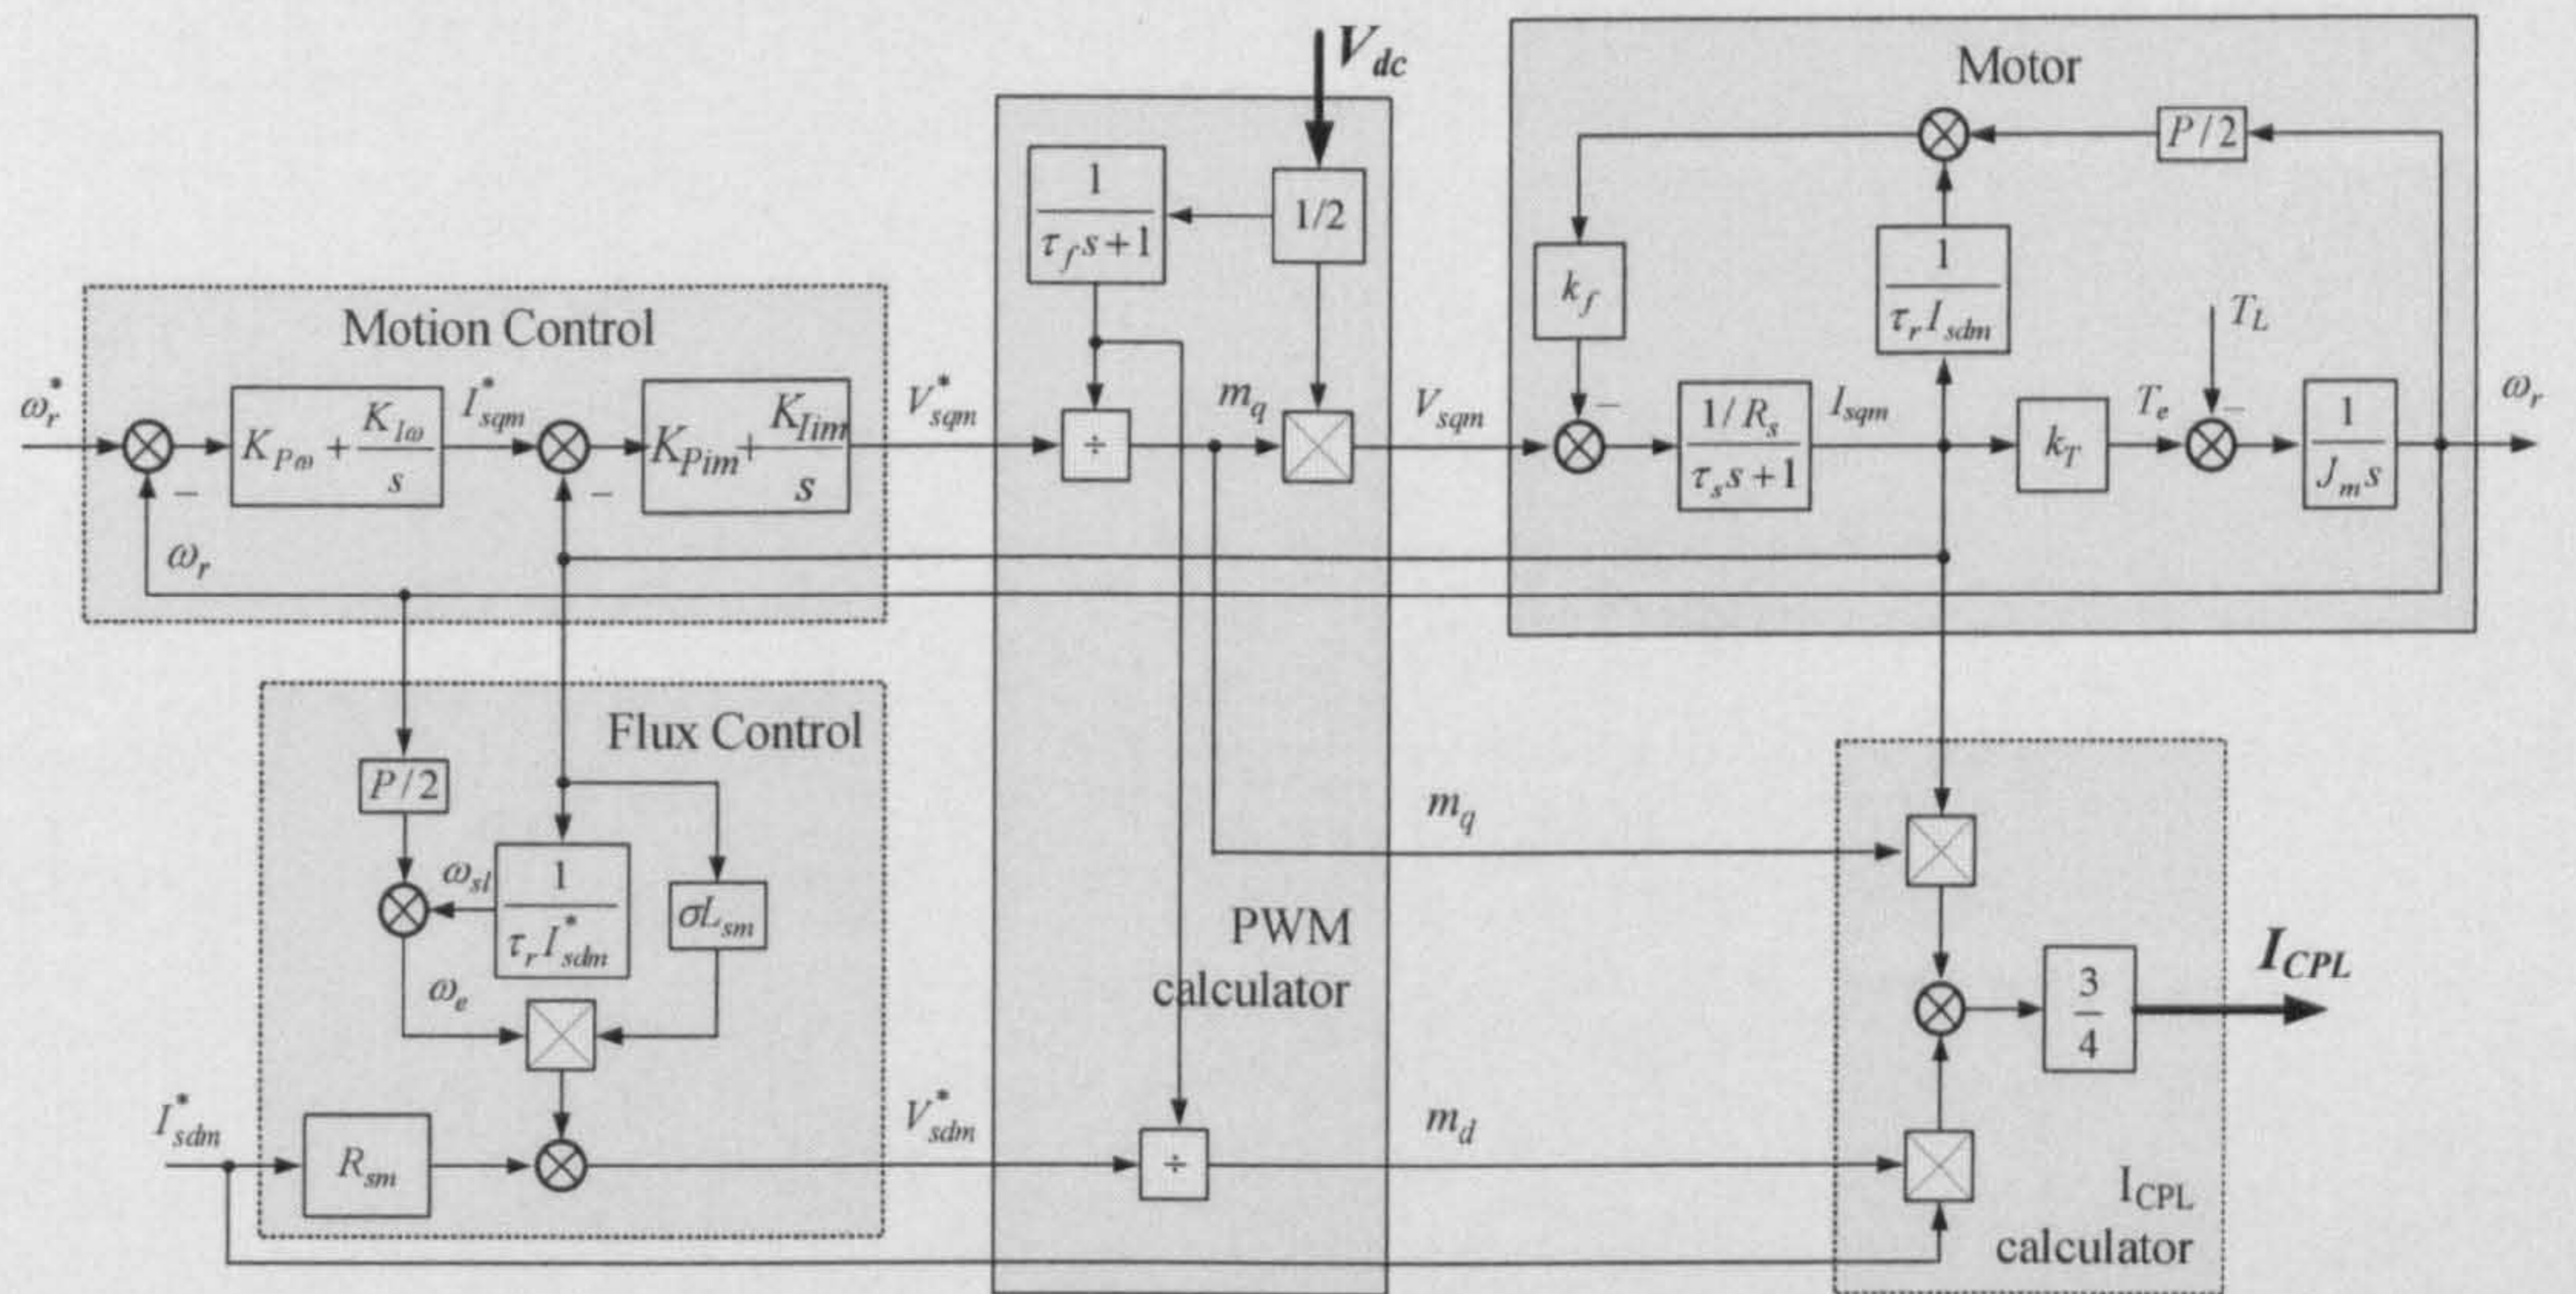 V_dc
Motor
P/2
1
τ_f s+1
1/2
k_f
1
τ_r I_sdm
T_L
Motion Control
ω_r^*
K_Pω + K_Iω
s
I_sqm^*
K_Pim + K_Iim
s
V_sqm^*
÷
m_q
V_sqm
–
1/R_s
τ_s s+1
I_sqm
k_T
T_e
–
1
J_m s
ω_r
–
–
ω_r
Flux Control
P/2
ω_sl
1
τ_r I_sdm^*
σL_sm
ω_e
m_q
PWM
calculator
3
4
I_CPL
I_sdm^*
R_sm
V_sdm^*
÷
m_d
I_CPL
calculator